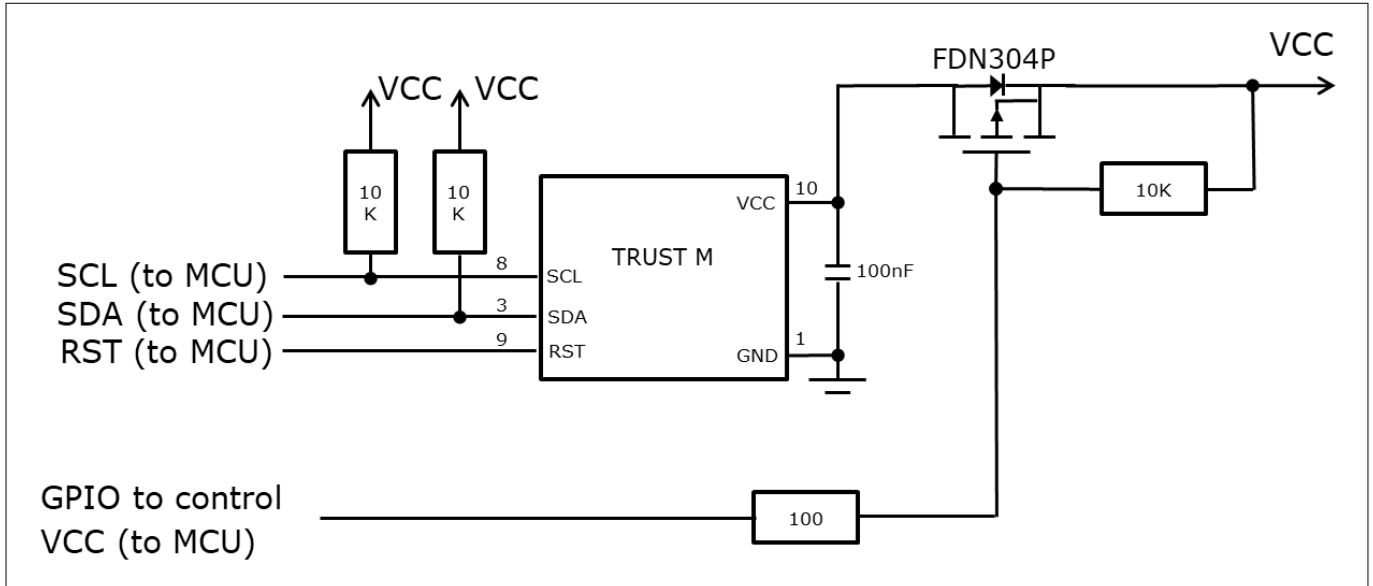 VCC
FDN304P
VCC
VCC
10
K
10
K
10
VCC
10K
TRUST M
SCL (to MCU)
8
SCL
100nF
SDA (to MCU)
3
SDA
RST (to MCU)
9
RST
1
GND
GPIO to control
VCC (to MCU)
100